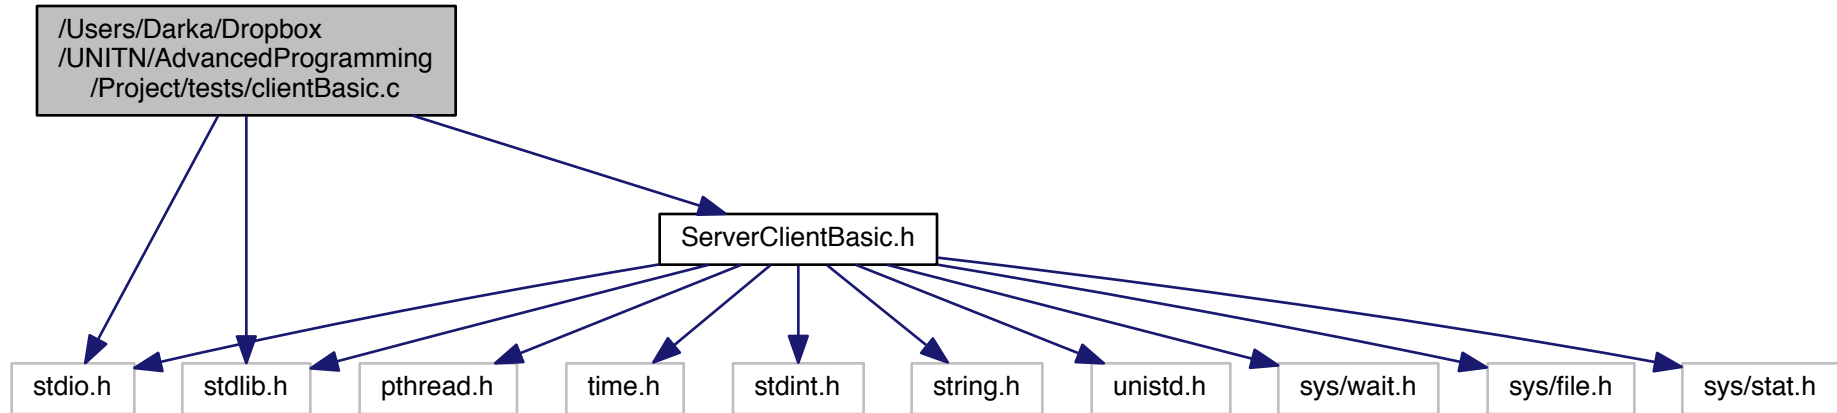 /Users/Darka/Dropbox
/UNITN/AdvancedProgramming
/Project/tests/clientBasic.c
ServerClientBasic.h
stdio.h
stdlib.h
pthread.h
time.h
stdint.h
string.h
unistd.h
sys/wait.h
sys/file.h
sys/stat.h